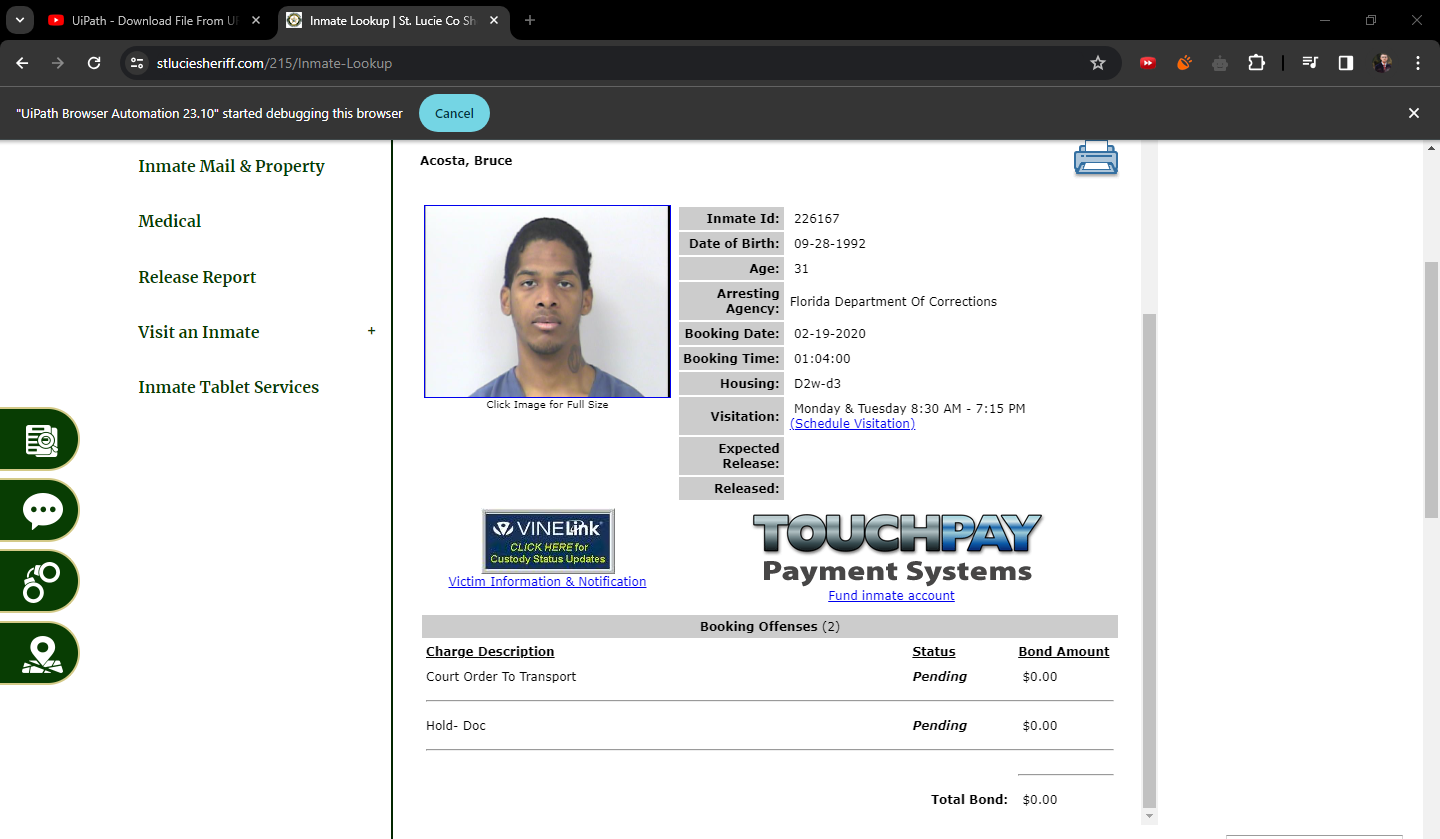 UiPath - Download File From UI
Inmate Lookup | St. Lucie Co She
stluciesheriff.com/215/Inmate-Lookup
"UiPath Browser Automation 23.10" started debugging this browser
Cancel
Inmate Mail & Property
Medical
Release Report
Visit an Inmate +
Inmate Tablet Services
Acosta, Bruce
Click Image for Full Size
Inmate Id: 226167
Date of Birth: 09-28-1992
Age: 31
Arresting
Agency: Florida Department Of Corrections
Booking Date: 02-19-2020
Booking Time: 01:04:00
Housing: D2w-d3
Visitation: Monday & Tuesday 8:30 AM - 7:15 PM
(Schedule Visitation)
Expected
Release:
Released:
VINELink
CLICK HERE for
Custody Status Updates
Victim Information & Notification
TOUCHPAY
Payment Systems
Fund inmate account
Booking Offenses (2)
Charge Description Status Bond Amount
Court Order To Transport Pending $0.00
Hold- Doc Pending $0.00
Total Bond: $0.00